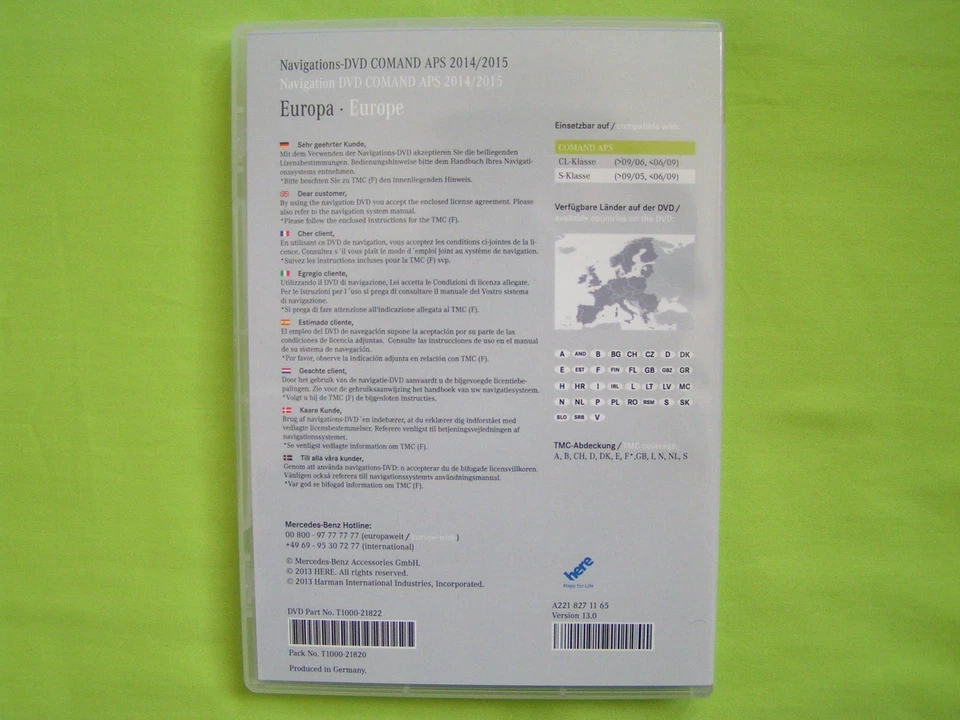 Navigations-DVD COMAND APS 2014/2015
Navigation DVD COMAND APS 2014/2015
Europa · Europe
Sehr geehrter Kunde,
Mit dem Verwenden der Navigations-DVD akzeptieren Sie die beiliegenden
Lizenzbestimmungen. Bedienungshinweise bitte dem Handbuch Ihres Navigati-
onssystems entnehmen.
*Bitte beachten Sie zu TMC (F) den innenliegenden Hinweis.
Dear customer,
By using the navigation DVD you accept the enclosed license agreement. Please
also refer to the navigation system manual.
*Please follow the enclosed instructions for the TMC (F).
Cher client,
En utilisant ce DVD de navigation, vous acceptez les conditions ci-jointes de la li-
cence. Consultez s´il vous plaît le mode d´emploi joint au système de navigation.
*Suivez les instructions incluses pour la TMC (F) svp.
Egregio cliente,
Utilizzando il DVD di navigazione, Lei accetta le Condizioni di licenza allegate.
Per le istruzioni per l´uso si prega di consultare il manuale del Vostro sistema
di navigazione.
*Si prega di fare attenzione all'indicazione allegata al TMC (F).
Estimado cliente,
El empleo del DVD de navegación supone la aceptación por su parte de las
condiciones de licencia adjuntas. Consulte las instrucciones de uso en el manual
de su sistema de navegación.
*Por favor, observe la indicación adjunta en relación con TMC (F).
Geachte client,
Door het gebruik van de navigatie-DVD aanvaardt u de bijgevoegde licentiebe-
palingen. Zie voor de gebruiksaanwijzing het handboek van uw navigatiesysteem.
*Volgt u bij de TMC (F) de bijgesloten instructies.
Kaare Kunde,
Brug af navigations-DVD´en indebærer, at du erklærer dig indforstået med
vedlagte licensbestemmelser. Referere venligst til betjeningsvejledningen af
navigationssystemet.
*Se venligst vedlagte information om TMC (F).
Till alla våra kunder,
Genom att använda navigations-DVD: n accepterar du de bifogade licensvillkoren.
Vänligen också referera till navigationssystemts användningsmanual.
*Var god se bifogad information om TMC (F).
Mercedes-Benz Hotline:
00 800 - 97 77 77 77 (europaweit / Europe-wide)
+49 69 - 95 30 72 77 (international)
© Mercedes-Benz Accessories GmbH.
© 2013 HERE. All rights reserved.
© 2013 Harman International Industries, Incorporated.
DVD Part No. T1000-21822
Pack No. T1000-21820
Produced in Germany.
Einsetzbar auf / compatible with:
COMAND APS
CL-Klasse (>09/06, <06/09)
S-Klasse (>09/05, <06/09)
Verfügbare Länder auf der DVD /
available countries on the DVD:
A AND B BG CH CZ D DK
E EST F FIN FL GB GBZ GR
H HR I IRL L LT LV MC
N NL P PL RO RSM S SK
SLO SRB V
TMC-Abdeckung / TMC coverage:
A, B, CH, D, DK, E, F*,GB, I, N, NL, S
here
Maps for Life
A221 827 11 65
Version 13.0